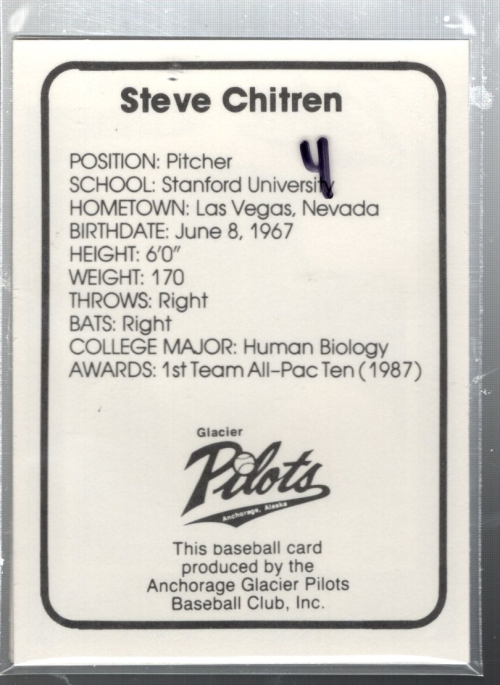 Steve Chitren
4
POSITION: Pitcher
SCHOOL: Stanford University
HOMETOWN: Las Vegas, Nevada
BIRTHDATE: June 8, 1967
HEIGHT: 6'0"
WEIGHT: 170
THROWS: Right
BATS: Right
COLLEGE MAJOR: Human Biology
AWARDS: 1st Team All-Pac Ten (1987)
Glacier
Pilots
Anchorage, Alaska
This baseball card
produced by the
Anchorage Glacier Pilots
Baseball Club, Inc.